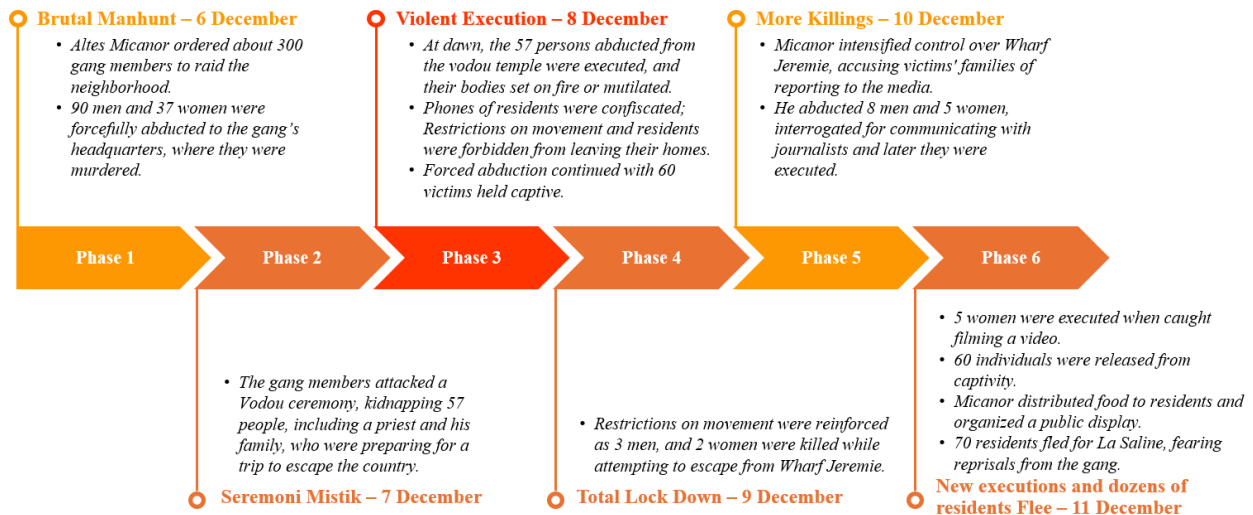 Brutal Manhunt – 6 December
• Altes Micanor ordered about 300
gang members to raid the
neighborhood.
• 90 men and 37 women were
forcefully abducted to the gang's
headquarters, where they were
murdered.
Violent Execution – 8 December
• At dawn, the 57 persons abducted from
the vodou temple were executed, and
their bodies set on fire or mutilated.
• Phones of residents were confiscated;
Restrictions on movement and residents
were forbidden from leaving their homes.
• Forced abduction continued with 60
victims held captive.
More Killings – 10 December
• Micanor intensified control over Wharf
Jeremie, accusing victims' families of
reporting to the media.
• He abducted 8 men and 5 women,
interrogated for communicating with
journalists and later they were
executed.
Phase 1
Phase 2
Phase 3
Phase 4
Phase 5
Phase 6
• The gang members attacked a
Vodou ceremony, kidnapping 57
people, including a priest and his
family, who were preparing for a
trip to escape the country.
Seremoni Mistik – 7 December
• Restrictions on movement were reinforced
as 3 men, and 2 women were killed while
attempting to escape from Wharf Jeremie.
Total Lock Down – 9 December
• 5 women were executed when caught
filming a video.
• 60 individuals were released from
captivity.
• Micanor distributed food to residents and
organized a public display.
• 70 residents fled for La Saline, fearing
reprisals from the gang.
New executions and dozens of
residents Flee – 11 December